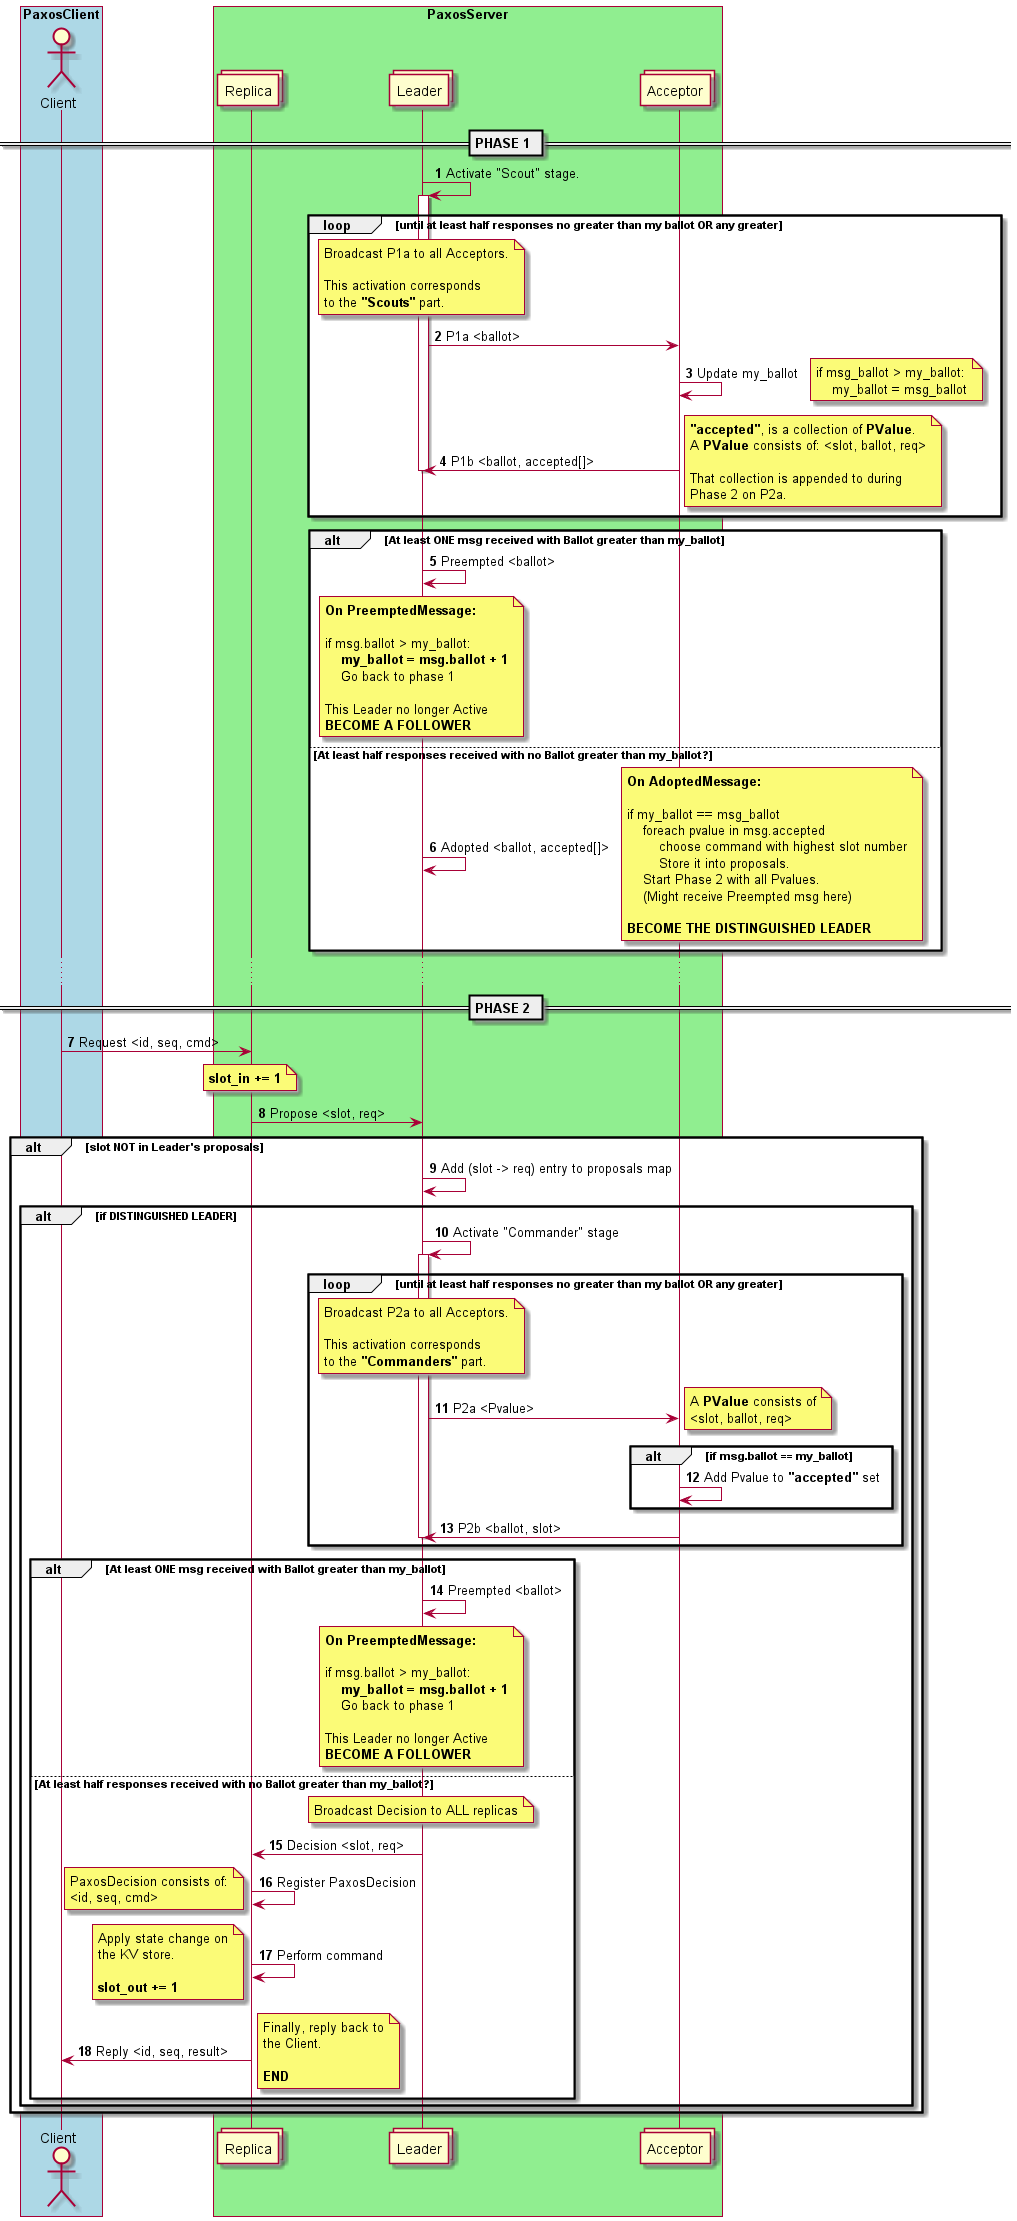 PaxosClient
PaxosServer
Client
Replica
Leader
Acceptor
PHASE 1
1 Activate "Scout" stage.
loop
[until at least half responses no greater than my ballot OR any greater]
Broadcast P1a to all Acceptors.
This activation corresponds
to the "Scouts" part.
2 P1a <ballot>
3 Update my_ballot
if msg_ballot > my_ballot:
my_ballot = msg_ballot
"accepted", is a collection of PValue.
A PValue consists of: <slot, ballot, req>
That collection is appended to during
Phase 2 on P2a.
4 P1b <ballot, accepted[]>
alt
[At least ONE msg received with Ballot greater than my_ballot]
5 Preempted <ballot>
On PreemptedMessage:
if msg.ballot > my_ballot:
my_ballot = msg.ballot + 1
Go back to phase 1
This Leader no longer Active
BECOME A FOLLOWER
[At least half responses received with no Ballot greater than my_ballot?]
On AdoptedMessage:
if my_ballot == msg_ballot
foreach pvalue in msg.accepted
choose command with highest slot number
Store it into proposals.
Start Phase 2 with all Pvalues.
(Might receive Preempted msg here)
BECOME THE DISTINGUISHED LEADER
6 Adopted <ballot, accepted[]>
PHASE 2
7 Request <id, seq, cmd>
slot_in += 1
8 Propose <slot, req>
alt
[slot NOT in Leader's proposals]
9 Add (slot -> req) entry to proposals map
alt
[if DISTINGUISHED LEADER]
10 Activate "Commander" stage
loop
[until at least half responses no greater than my ballot OR any greater]
Broadcast P2a to all Acceptors.
This activation corresponds
to the "Commanders" part.
11 P2a <Pvalue>
A PValue consists of
<slot, ballot, req>
alt
[if msg.ballot == my_ballot]
12 Add Pvalue to "accepted" set
13 P2b <ballot, slot>
alt
[At least ONE msg received with Ballot greater than my_ballot]
14 Preempted <ballot>
On PreemptedMessage:
if msg.ballot > my_ballot:
my_ballot = msg.ballot + 1
Go back to phase 1
This Leader no longer Active
BECOME A FOLLOWER
[At least half responses received with no Ballot greater than my_ballot?]
Broadcast Decision to ALL replicas
15 Decision <slot, req>
PaxosDecision consists of:
<id, seq, cmd>
16 Register PaxosDecision
Apply state change on
the KV store.
slot_out += 1
17 Perform command
Finally, reply back to
the Client.
END
18 Reply <id, seq, result>
Client
Replica
Leader
Acceptor